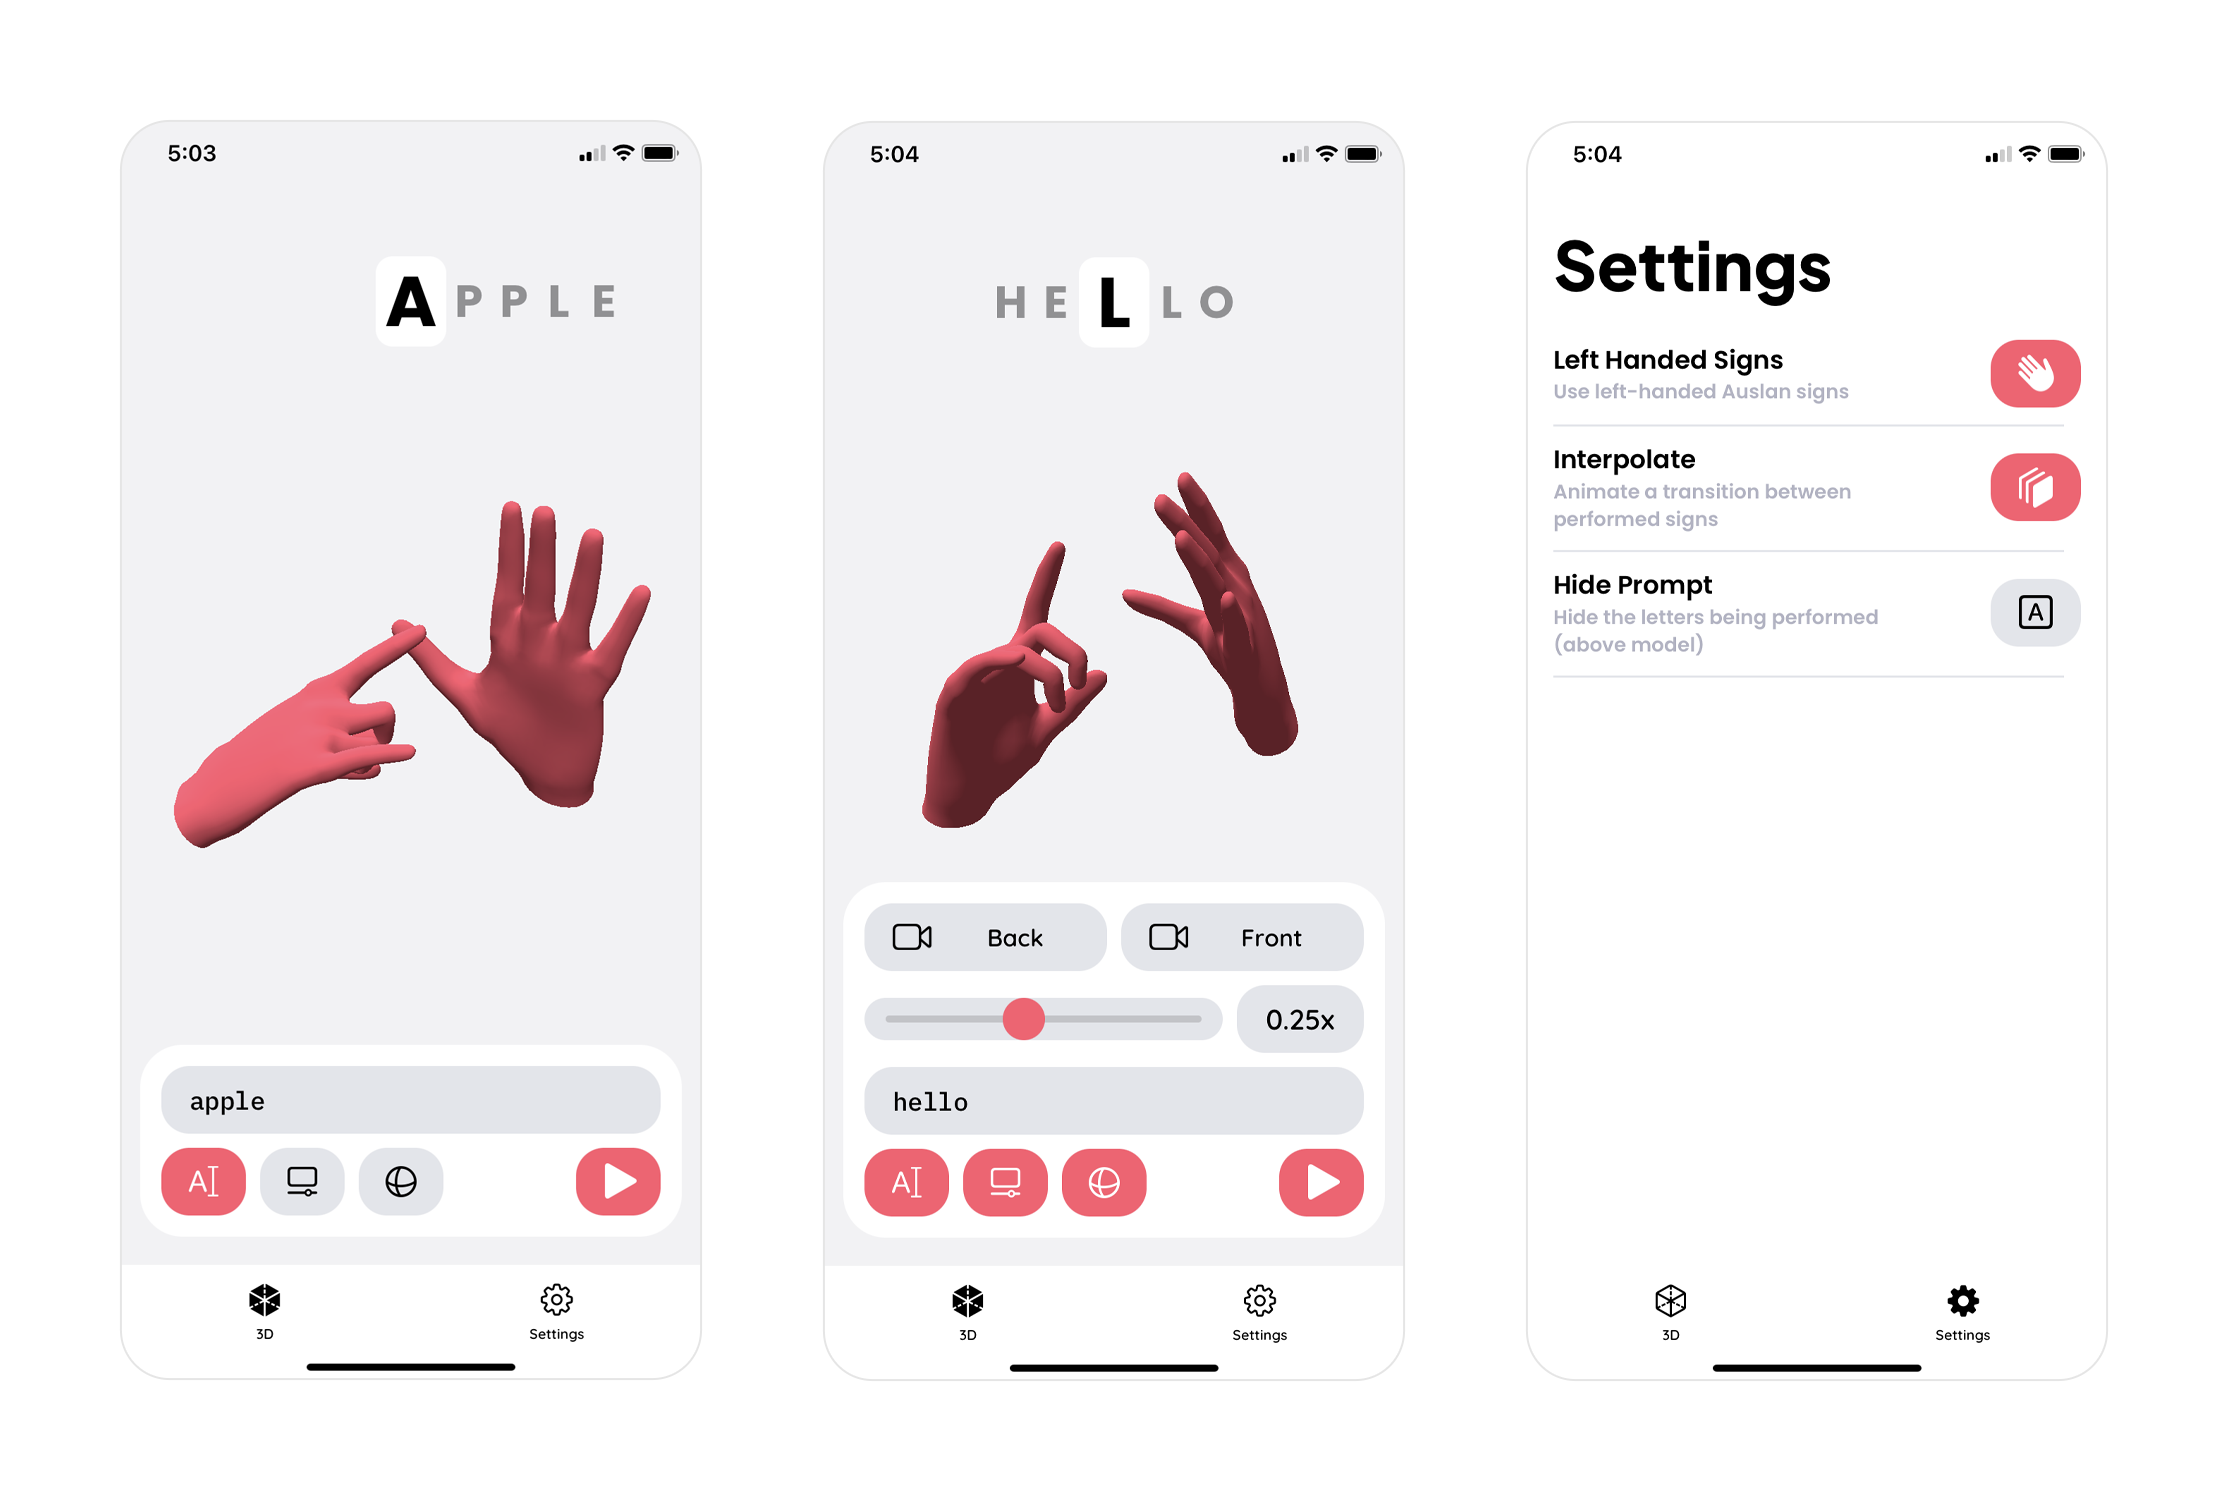 5:03
A P P L E
apple
A
3D
Settings
5:04
H E L L O
Back
Front
0.25x
hello
A
3D
Settings
5:04
Settings
Left Handed Signs
Use left-handed Auslan signs
Interpolate
Animate a transition between
performed signs
Hide Prompt
A
Hide the letters being performed
(above model)
3D
Settings